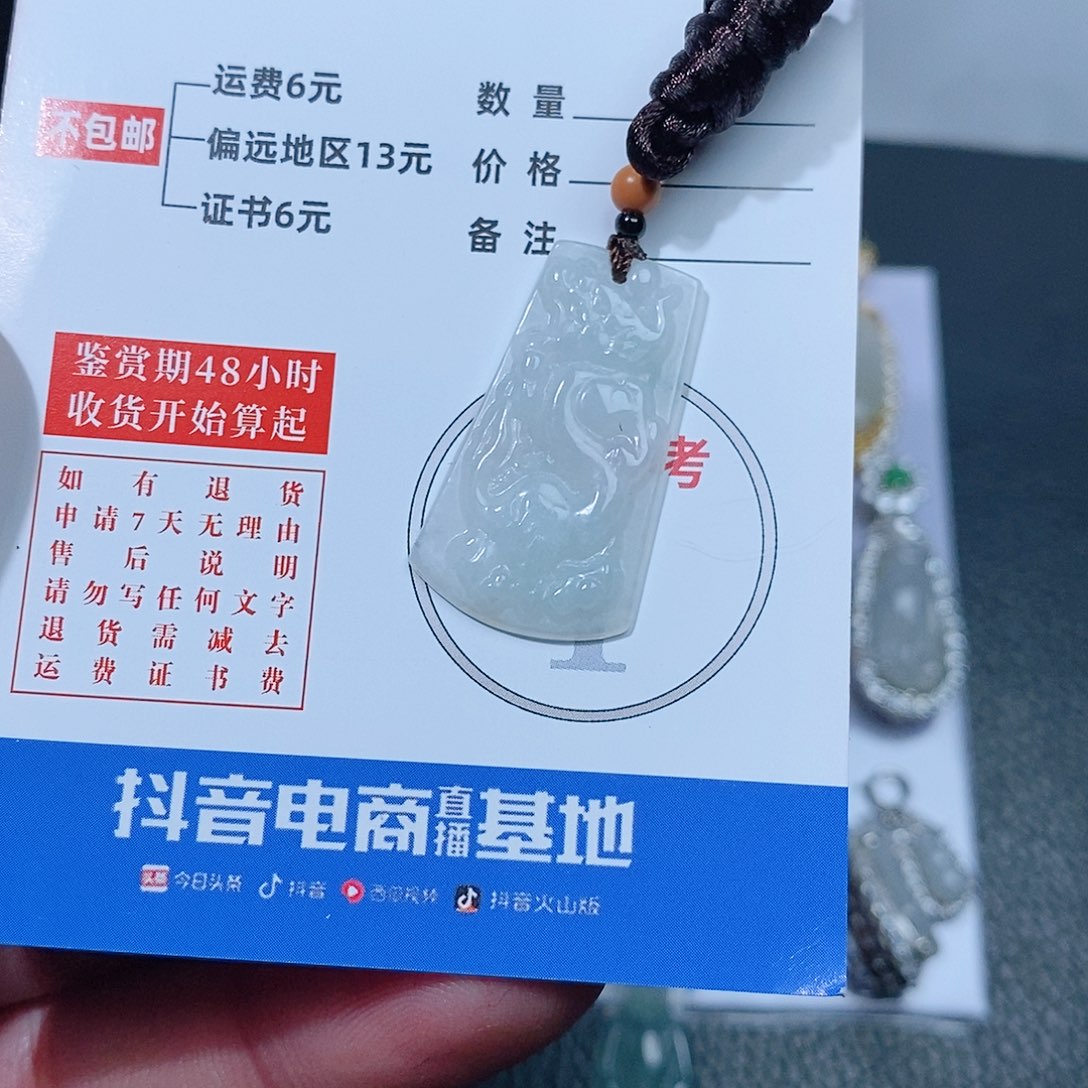 不包邮
运费6元
偏远地区13元
证书6元
数量
价格
备注
鉴赏期48小时
收货开始算起
如有退货
申请7天无理由
售后说明
请勿写任何文字
退货需减去
运费证书费
考
抖音电商直播基地
头条 今日头条 抖音 西瓜视频 抖音火山版